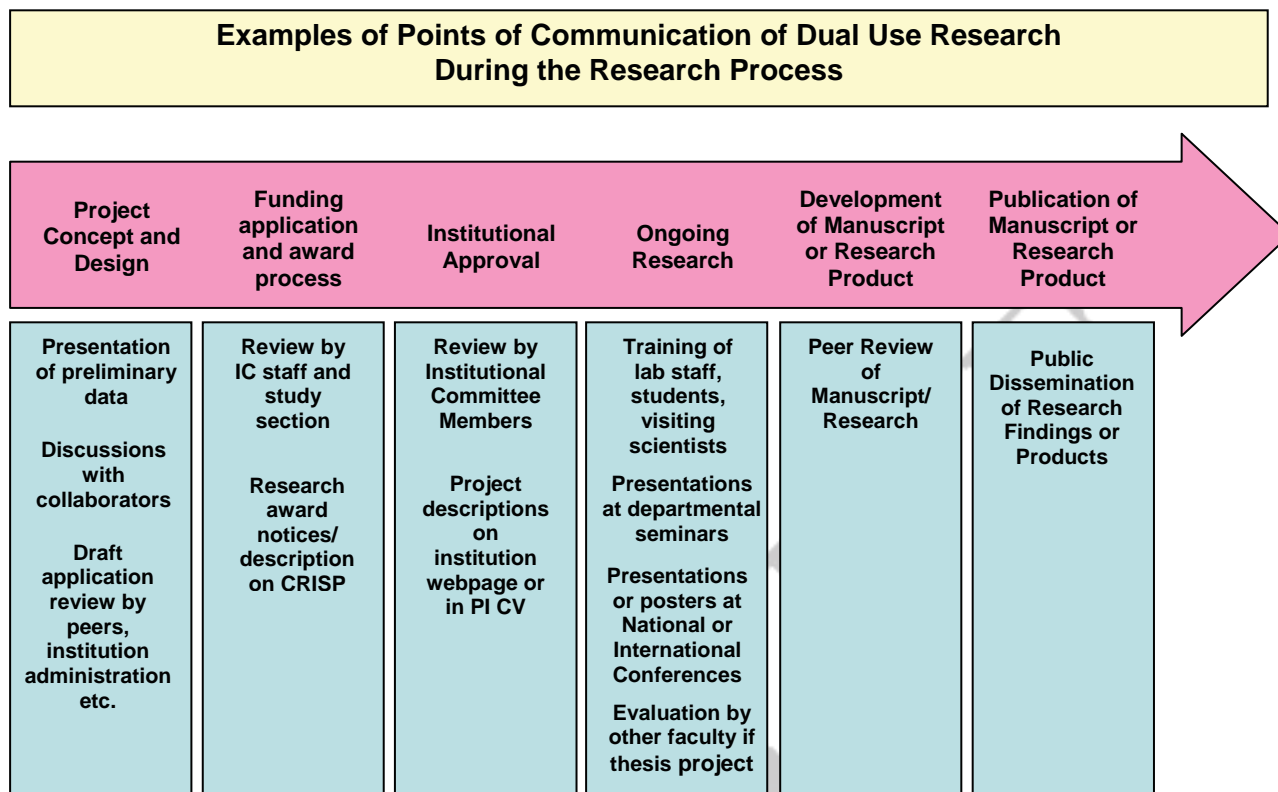 Examples of Points of Communication of Dual Use Research
During the Research Process
Project
Concept and
Design
Funding
application
and award
process
Institutional
Approval
Ongoing
Research
Development
of Manuscript
or Research
Product
Publication of
Manuscript or
Research
Product
Presentation
of preliminary
data
Discussions
with
collaborators
Draft
application
review by
peers,
institution
administration
etc.
Review by
IC staff and
study
section
Research
award
notices/
description
on CRISP
Review by
Institutional
Committee
Members
Project
descriptions
on
institution
webpage or
in PI CV
Training of
lab staff,
students,
visiting
scientists
Presentations
at departmental
seminars
Presentations
or posters at
National or
International
Conferences
Evaluation by
other faculty if
thesis project
Peer Review
of
Manuscript/
Research
Public
Dissemination
of Research
Findings or
Products